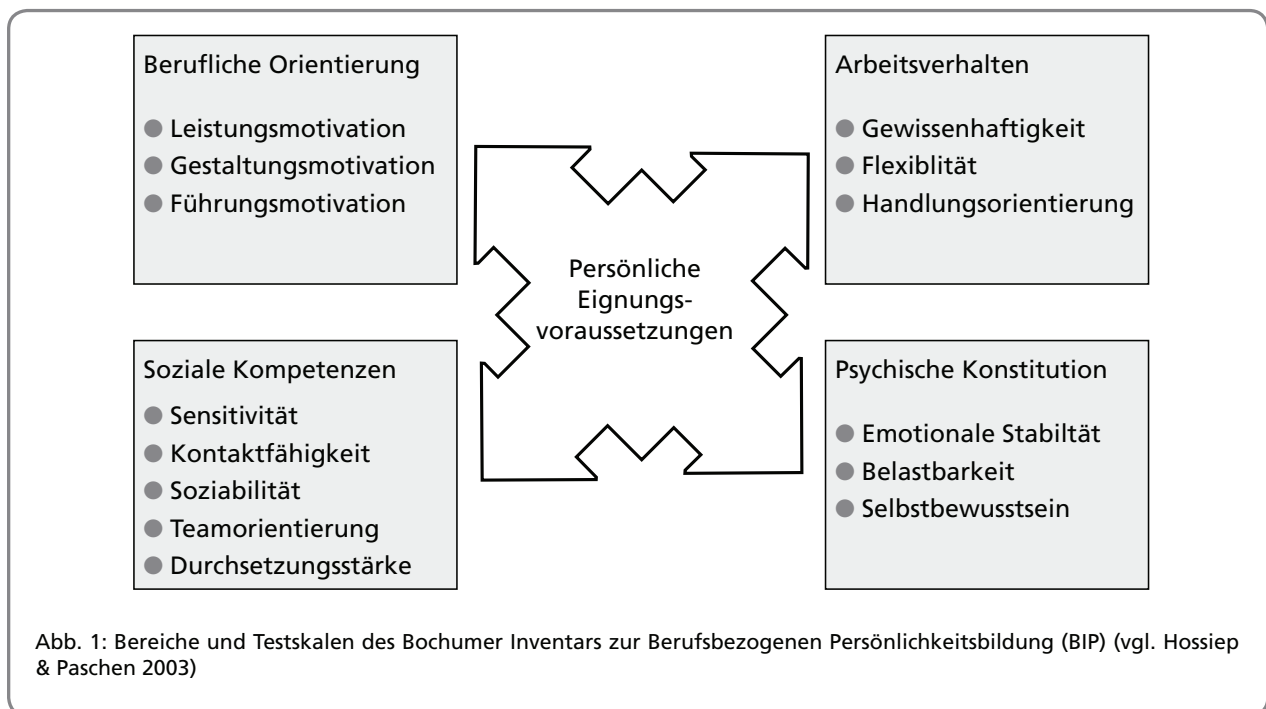 Berufliche Orientierung
● Leistungsmotivation
● Gestaltungsmotivation
● Führungsmotivation
Arbeitsverhalten
● Gewissenhaftigkeit
● Flexiblität
● Handlungsorientierung
Persönliche
Eignungs-
voraussetzungen
Soziale Kompetenzen
● Sensitivität
● Kontaktfähigkeit
● Soziabilität
● Teamorientierung
● Durchsetzungsstärke
Psychische Konstitution
● Emotionale Stabiltät
● Belastbarkeit
● Selbstbewusstsein
Abb. 1: Bereiche und Testskalen des Bochumer Inventars zur Berufsbezogenen Persönlichkeitsbildung (BIP) (vgl. Hossiep
& Paschen 2003)